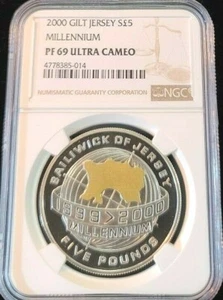 2000 GILT JERSEY S£5
MILLENNIUM
PF 69 ULTRA CAMEO
NUMISMATIC GUARANTY CORPORATION
4778385-014
NGC
BAILIWICK OF JERSEY
999>2000
MILLENNIUM
FIVE POUNDS